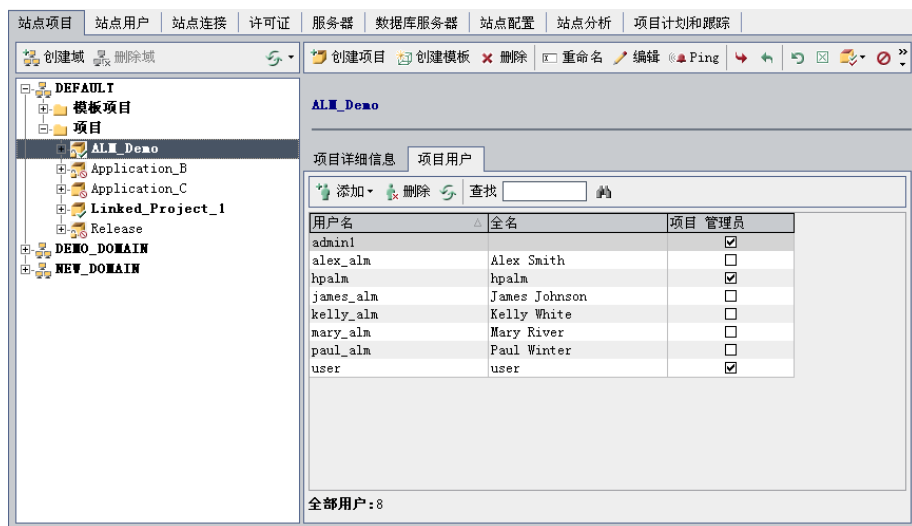 站点项目 站点用户 站点连接 许可证 服务器 数据库服务器 站点配置 站点分析 项目计划和跟踪
创建域 删除域 创建项目 创建模板 删除 重命名 编辑 Ping
DEFAULT
模板项目
项目
ALM_Demo
Application_B
Application_C
Linked_Project_1
Release
DEMO_DOMAIN
NEW_DOMAIN
ALM_Demo
项目详细信息 项目用户
添加 删除 查找
用户名 全名 项目 管理员
admin1
alex_alm Alex Smith
hpalm hpalm
james_alm James Johnson
kelly_alm Kelly White
mary_alm Mary River
paul_alm Paul Winter
user user
全部用户:8